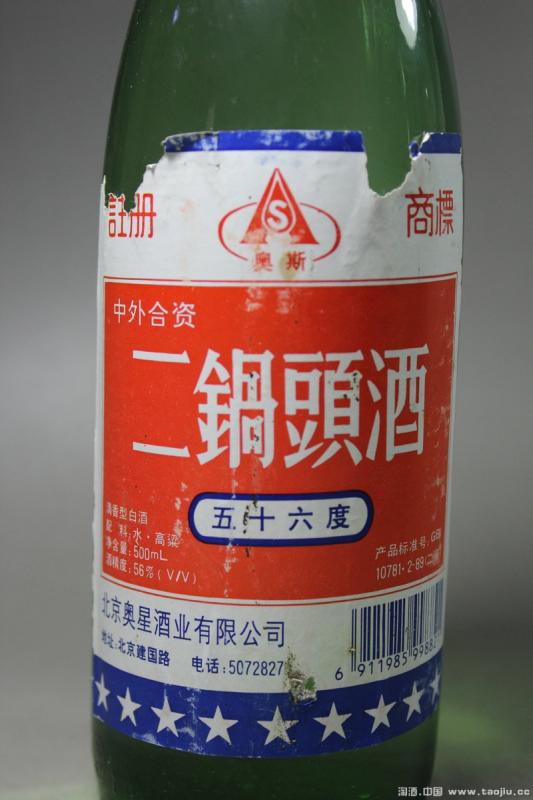 註册 商標
S
奥斯
中外合资
二鍋頭酒
五十六度
清香型白酒
配 料:水·高粱
净含量:500mL
酒精度:56%(V/V)
产品标准号:GB
10781·2-89(二
北京奥星酒业有限公司
地址:北京建国路 电话:5072827
6 911985 99882
淘酒.中国 www.taojiu.cc